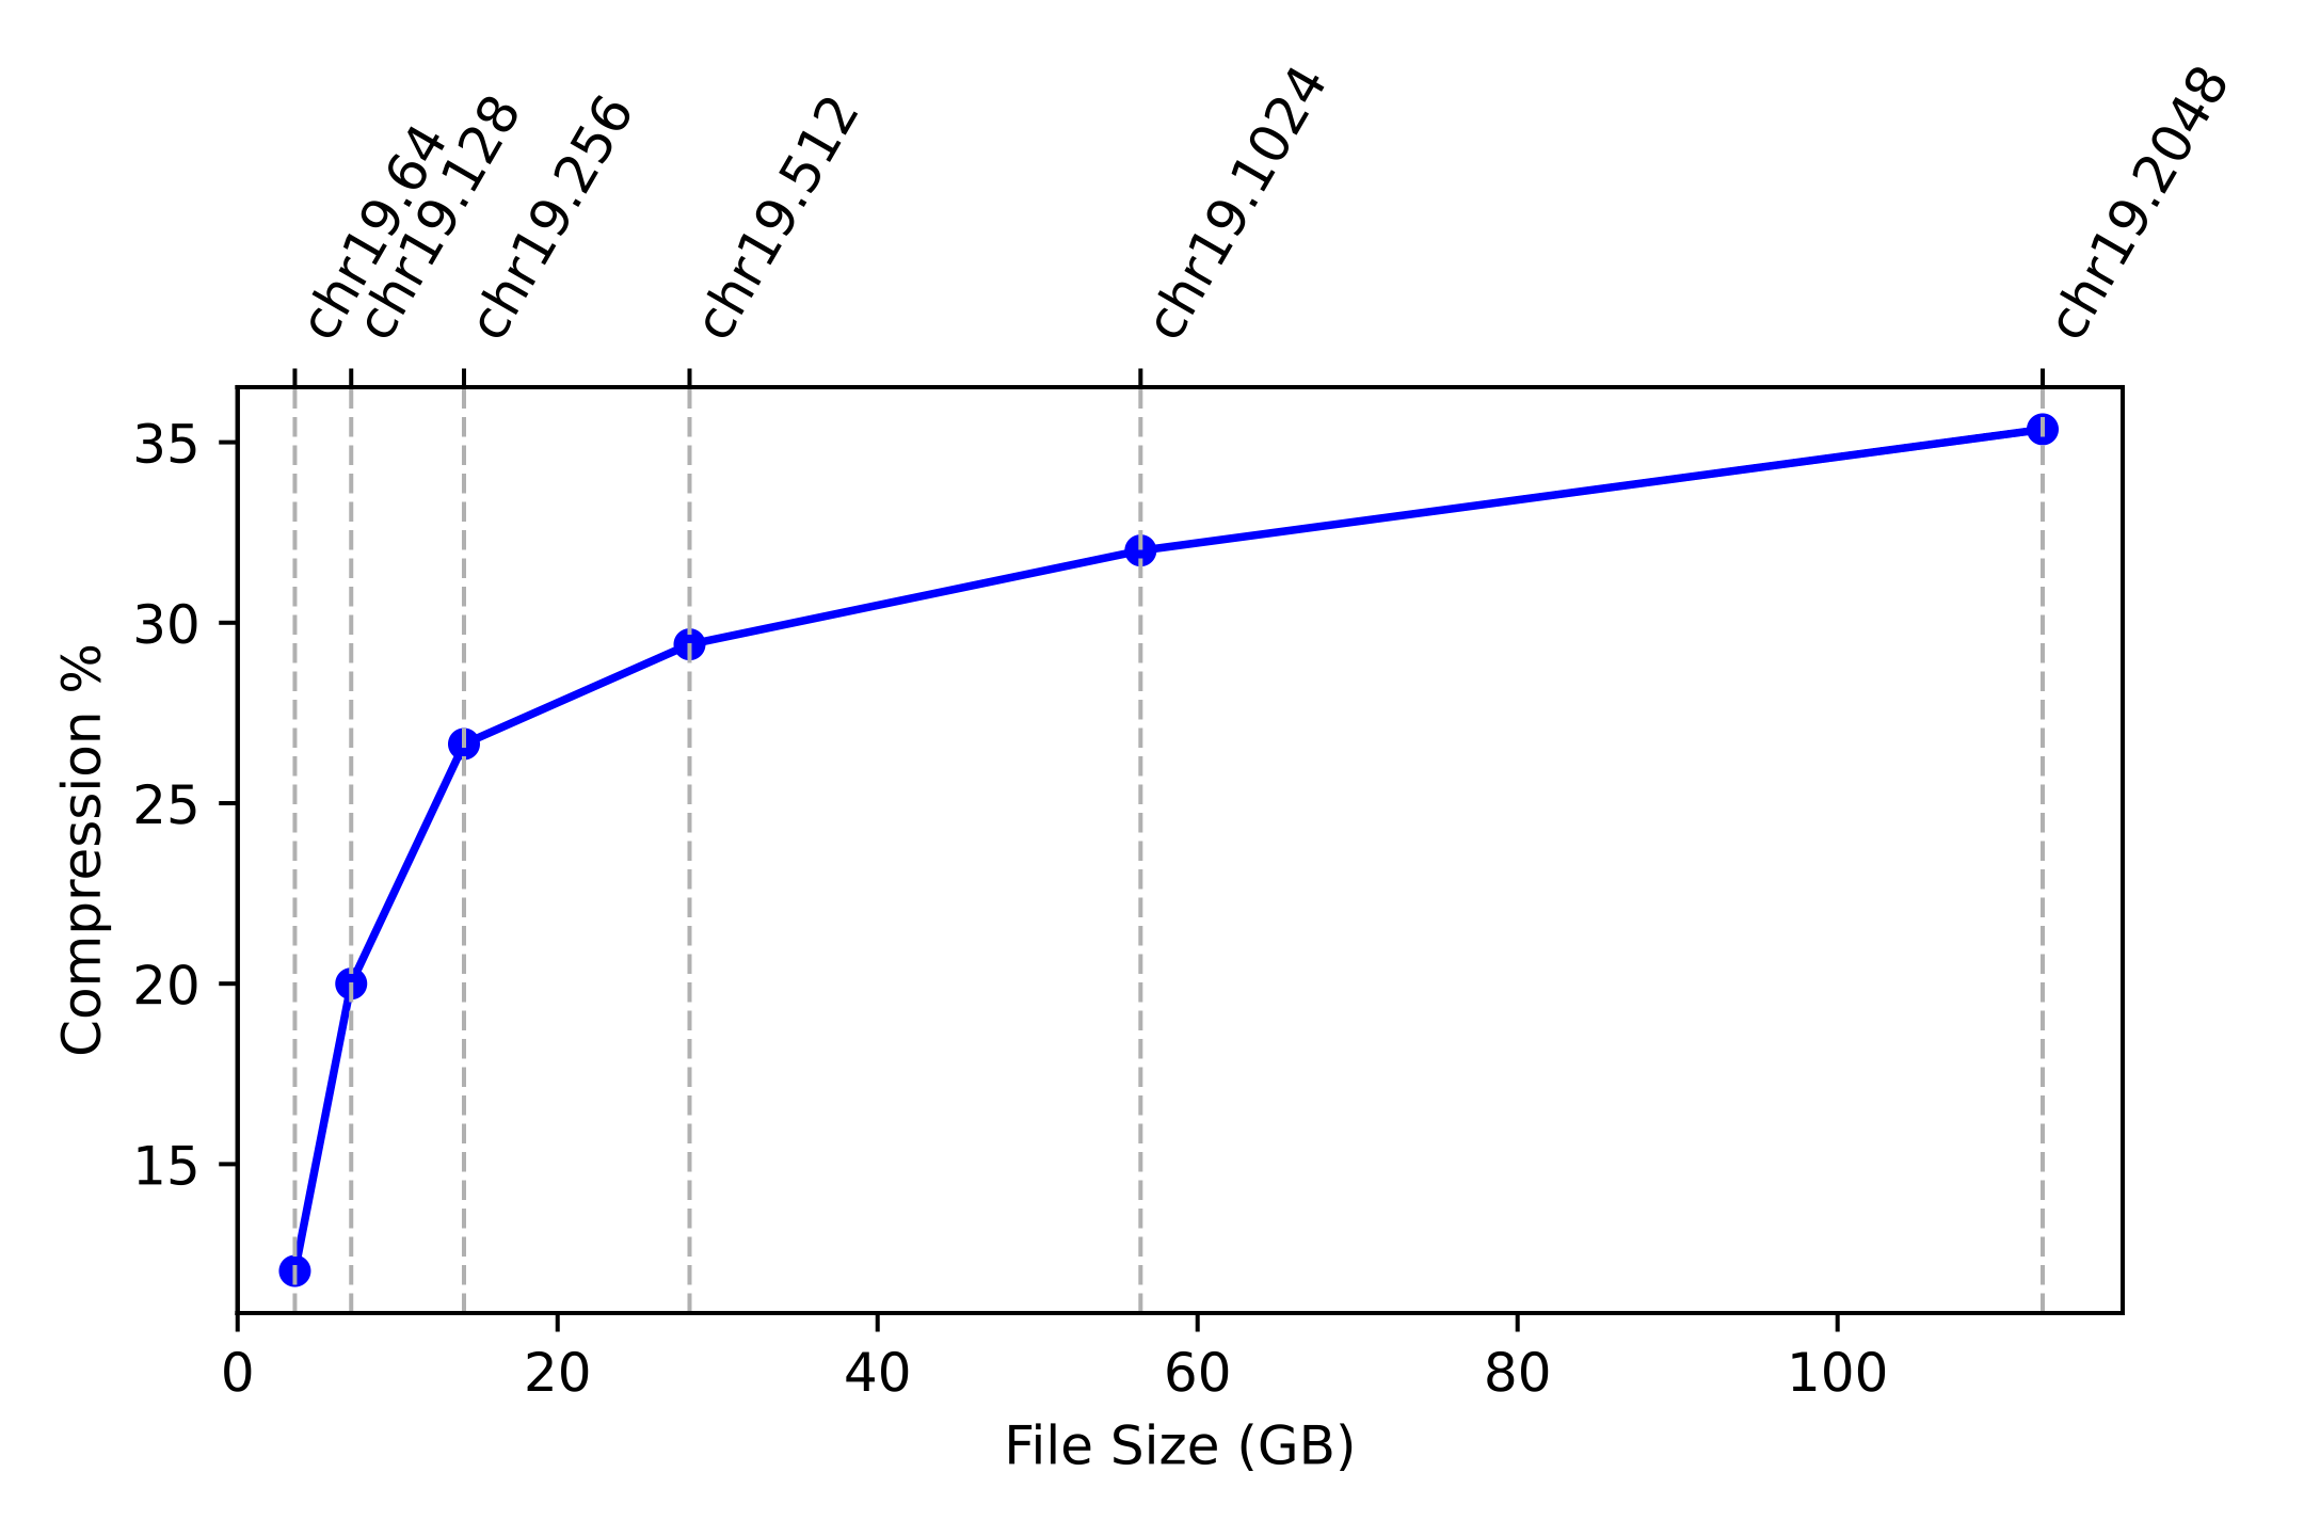 chr19.64
chr19.128
chr19.256
chr19.512
chr19.1024
chr19.2048
35
30
25
20
15
Compression %
0 20 40 60 80 100
File Size (GB)